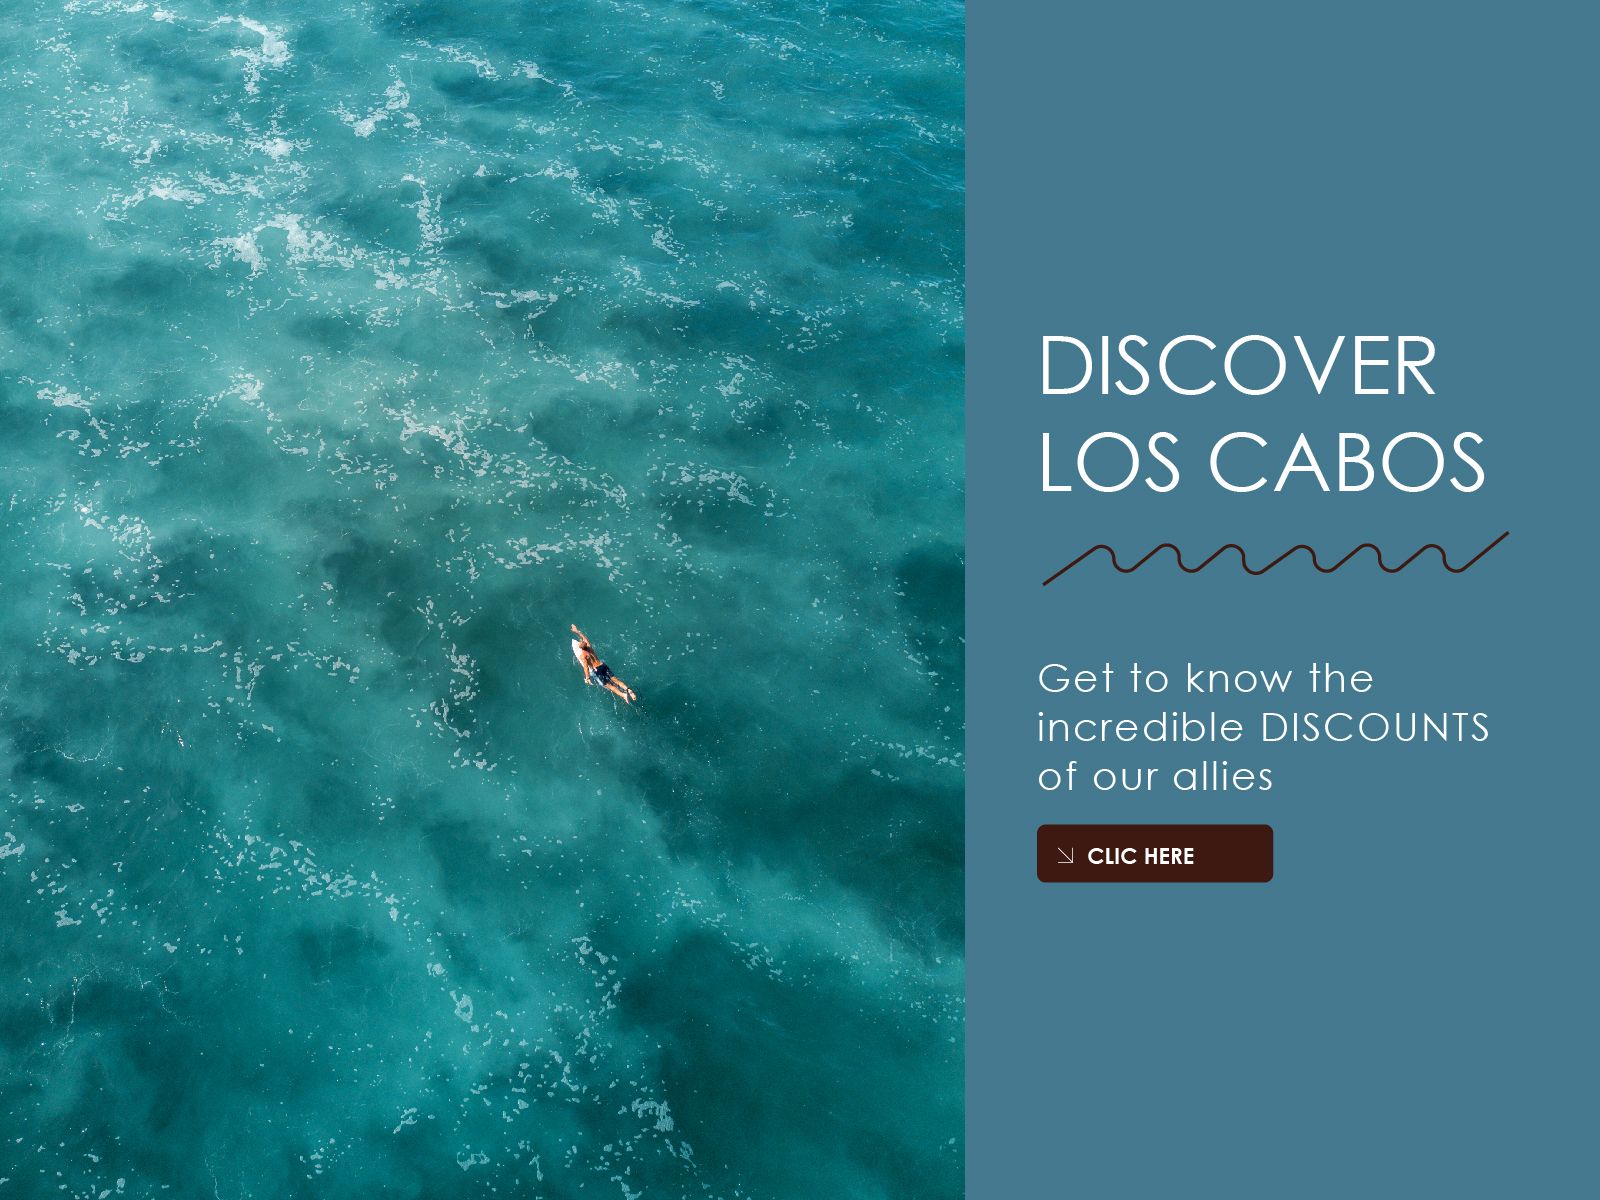 DISCOVER
LOS CABOS
Get to know the
incredible DISCOUNTS
of our allies
CLIC HERE